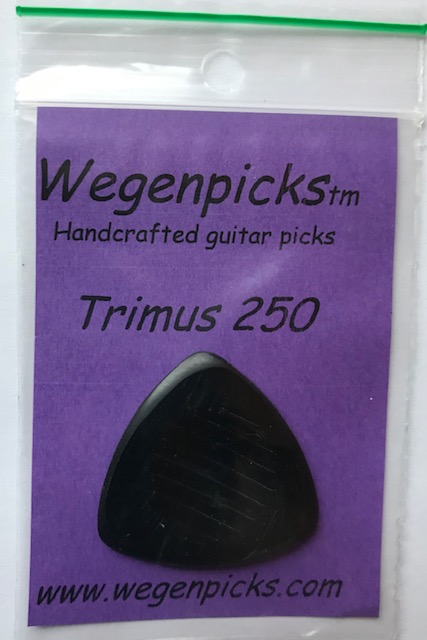 Wegenpicks™
Handcrafted guitar picks
Trimus 250
www.wegenpicks.com